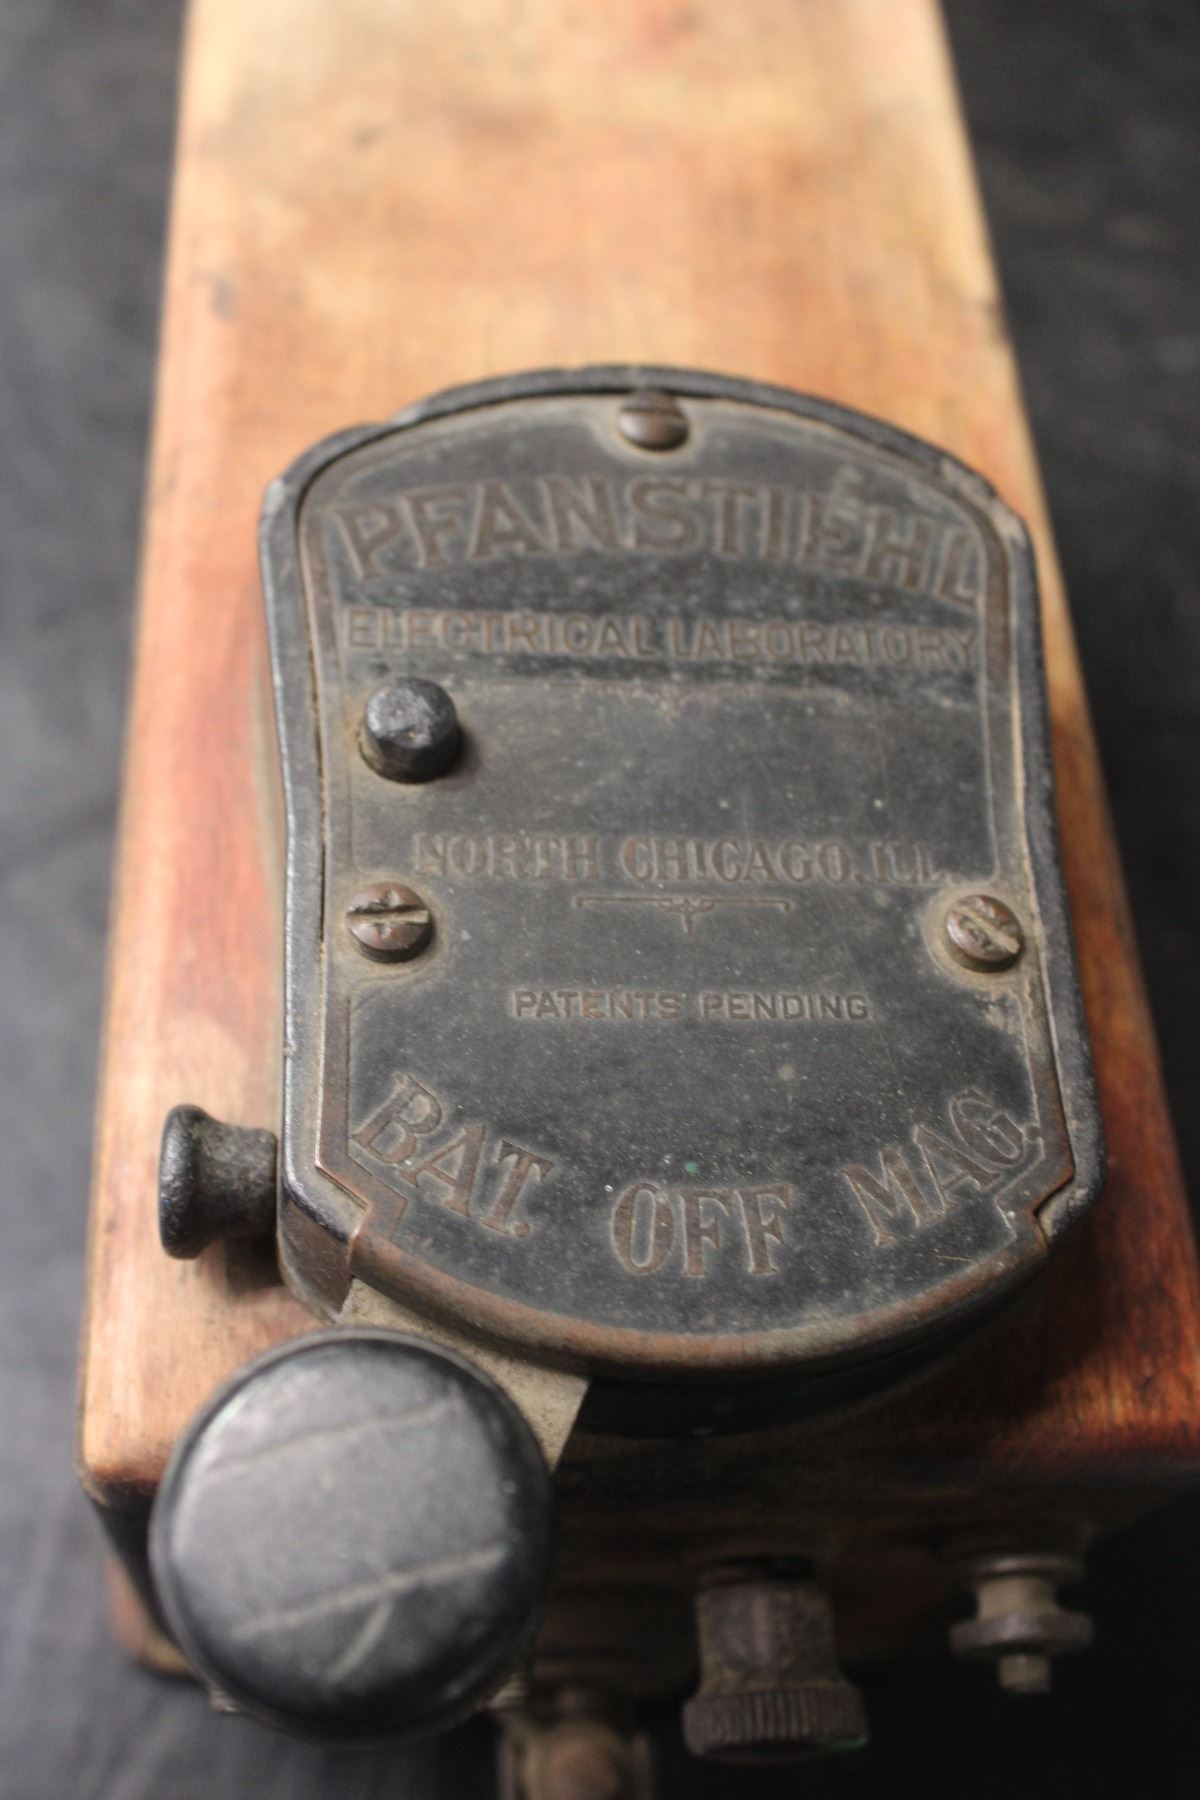 PFANSTIEHL
ELECTRICAL LABORATORY
NORTH CHICAGO, ILL.
PATENTS PENDING
BAT. OFF MAG.